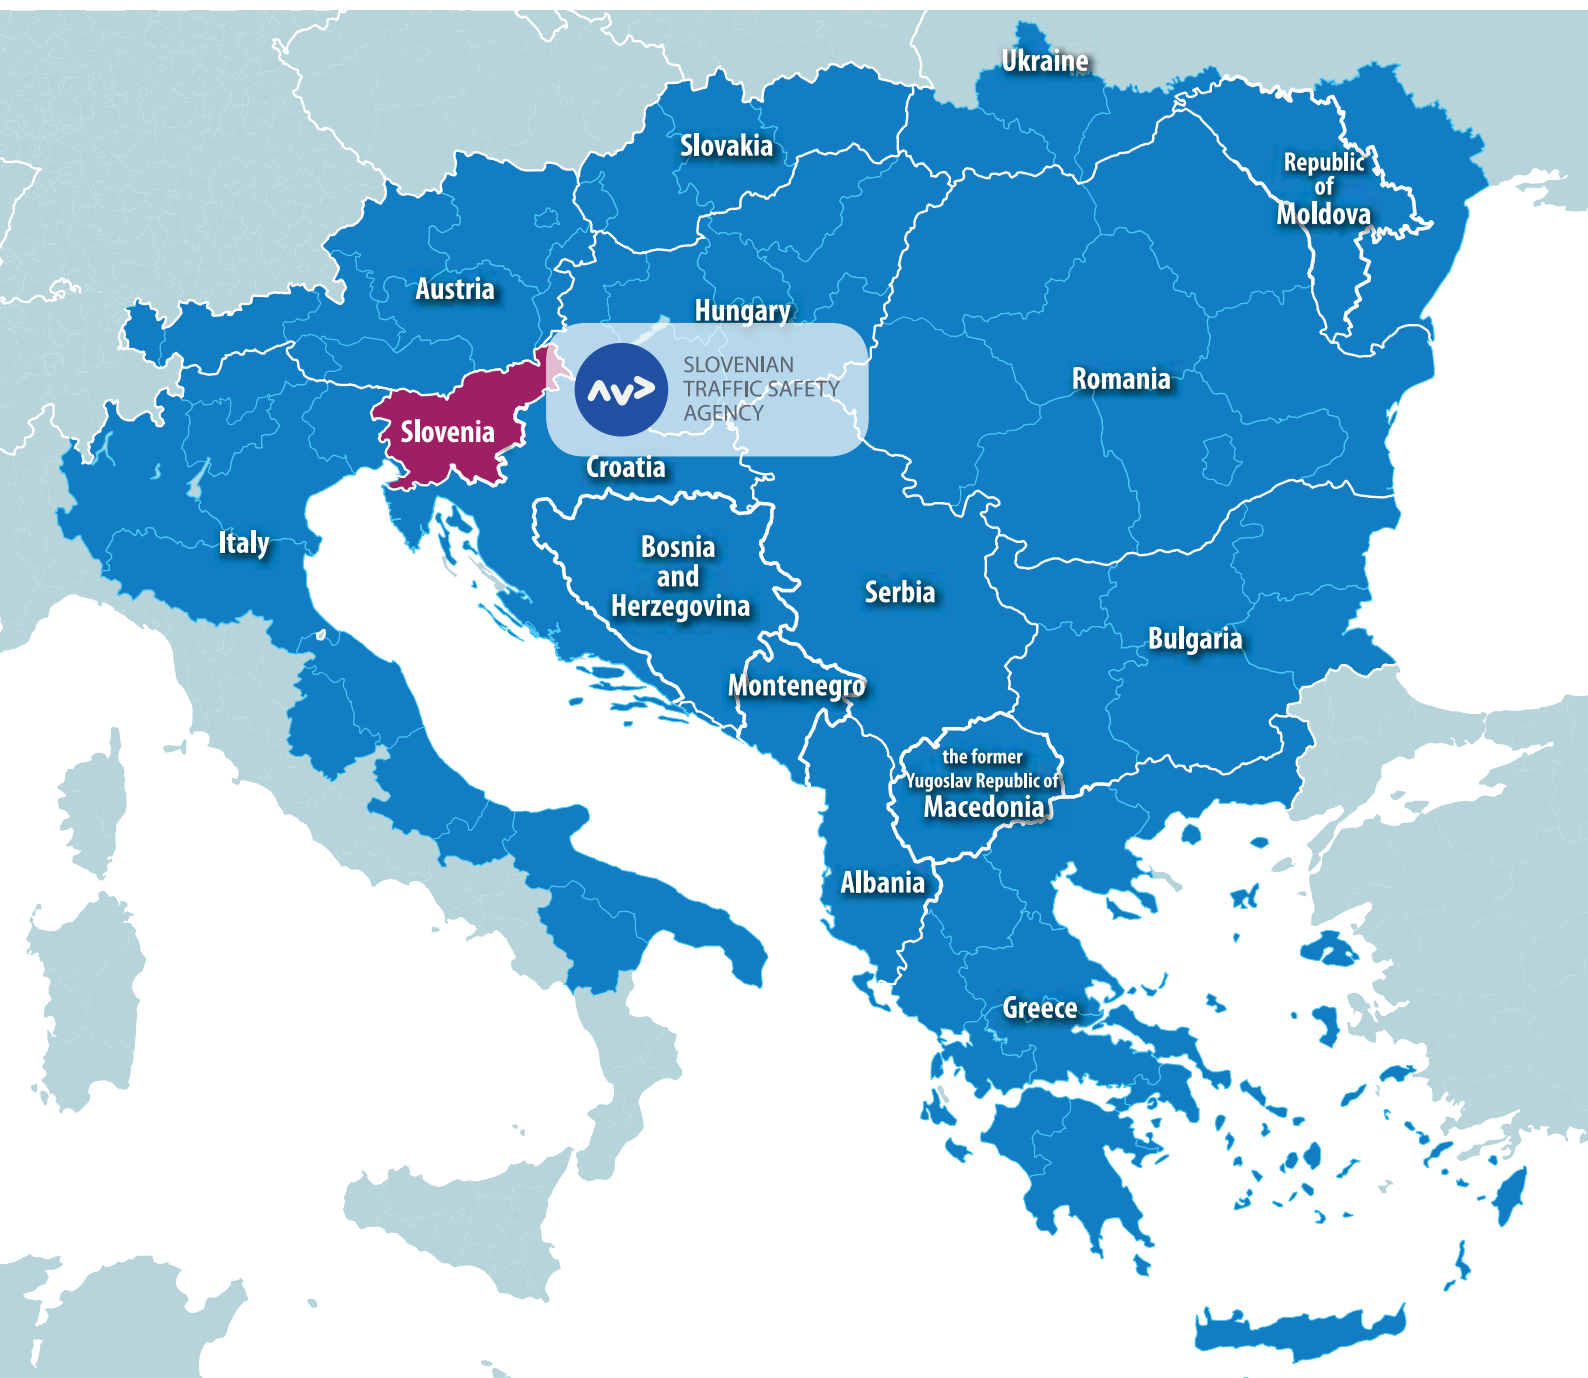 Ukraine
Slovakia
Republic
of
Moldova
Austria
Hungary
SLOVENIAN
TRAFFIC SAFETY
AGENCY
Romania
Slovenia
Croatia
Italy
Bosnia
and
Herzegovina
Serbia
Bulgaria
Montenegro
the former
Yugoslav Republic of
Macedonia
Albania
Greece